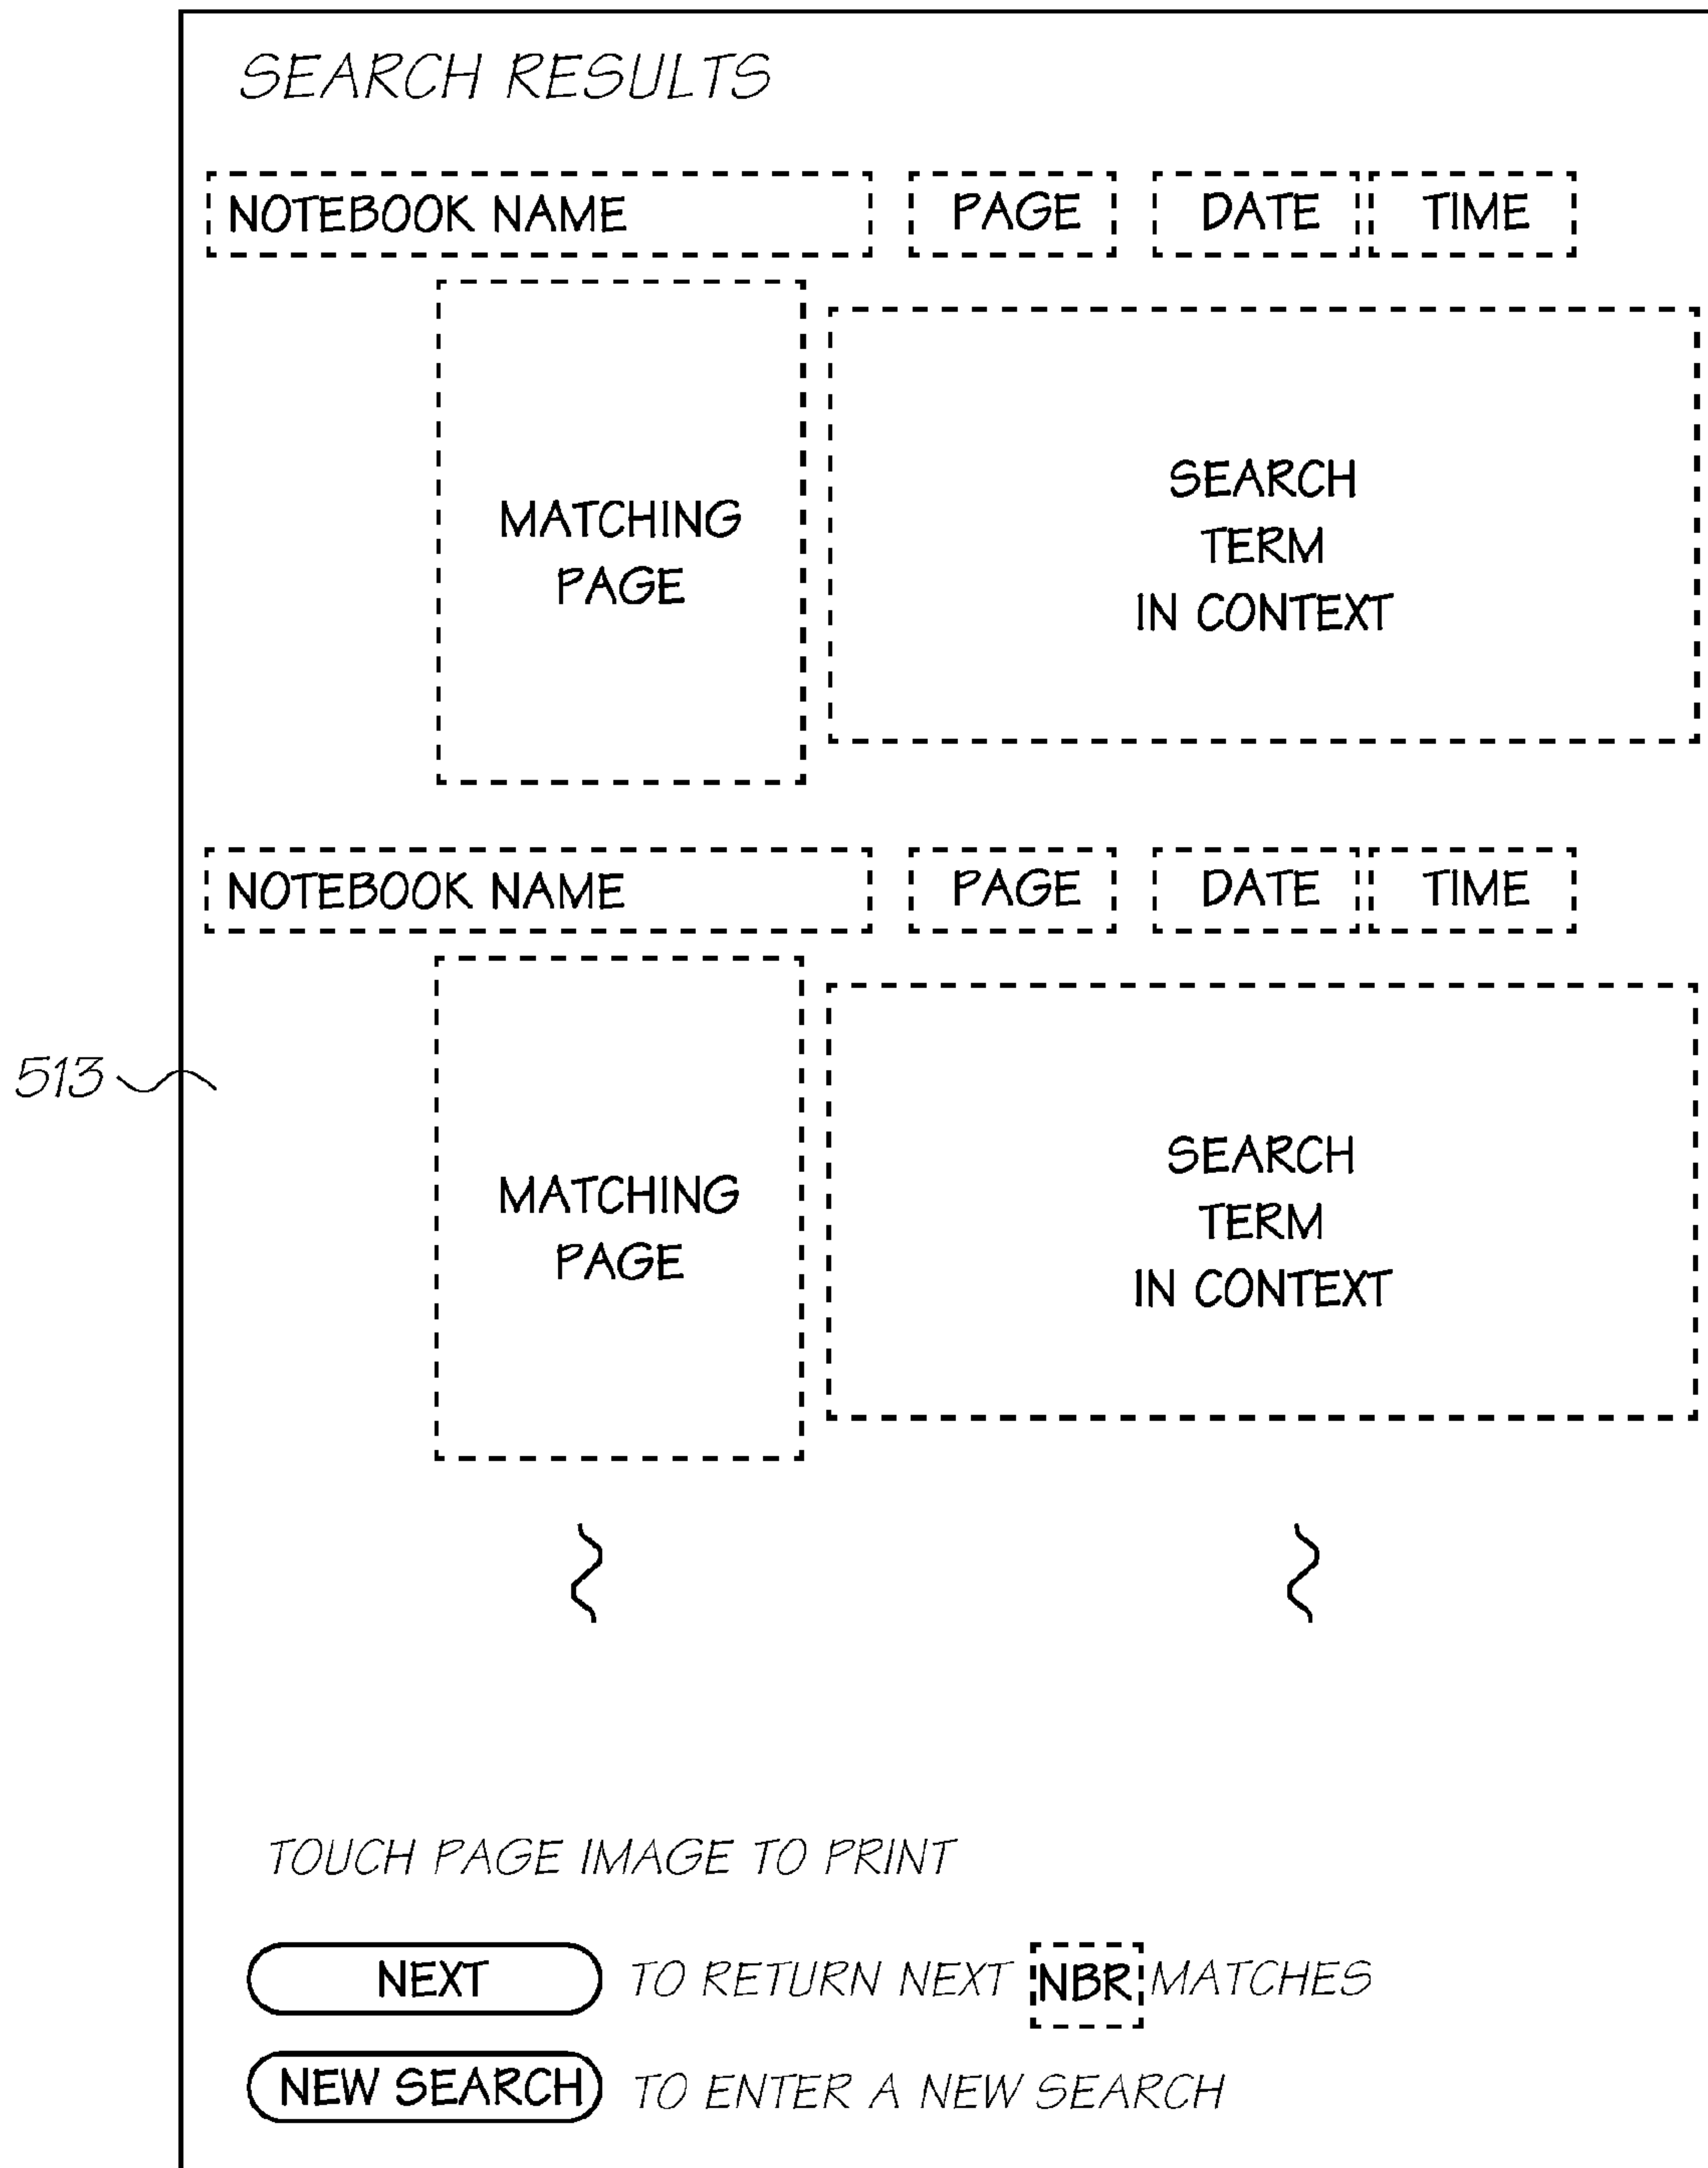 SEARCH RESULTS
NOTEBOOK NAME PAGE DATE TIME
MATCHING
PAGE
SEARCH
TERM
IN CONTEXT
NOTEBOOK NAME PAGE DATE TIME
513
MATCHING
PAGE
SEARCH
TERM
IN CONTEXT
TOUCH PAGE IMAGE TO PRINT
NEXT TO RETURN NEXT NBR MATCHES
NEW SEARCH TO ENTER A NEW SEARCH